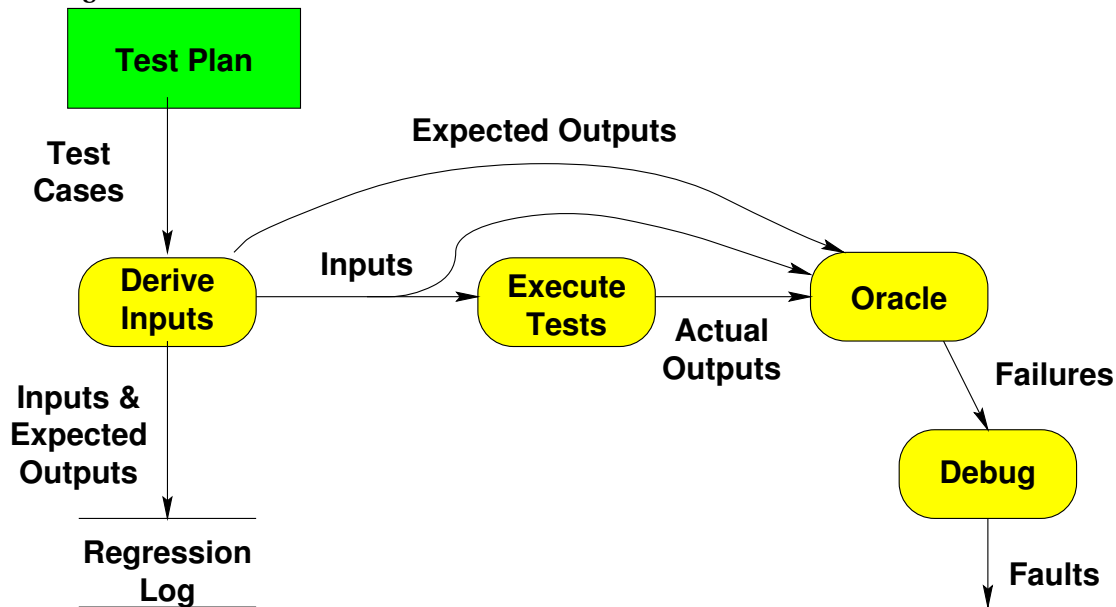 Test Plan
Expected Outputs
Test
Cases
Inputs
Derive
Inputs
Execute
Tests
Oracle
Actual
Outputs
Failures
Inputs &
Expected
Outputs
Debug
Regression
Log
Faults